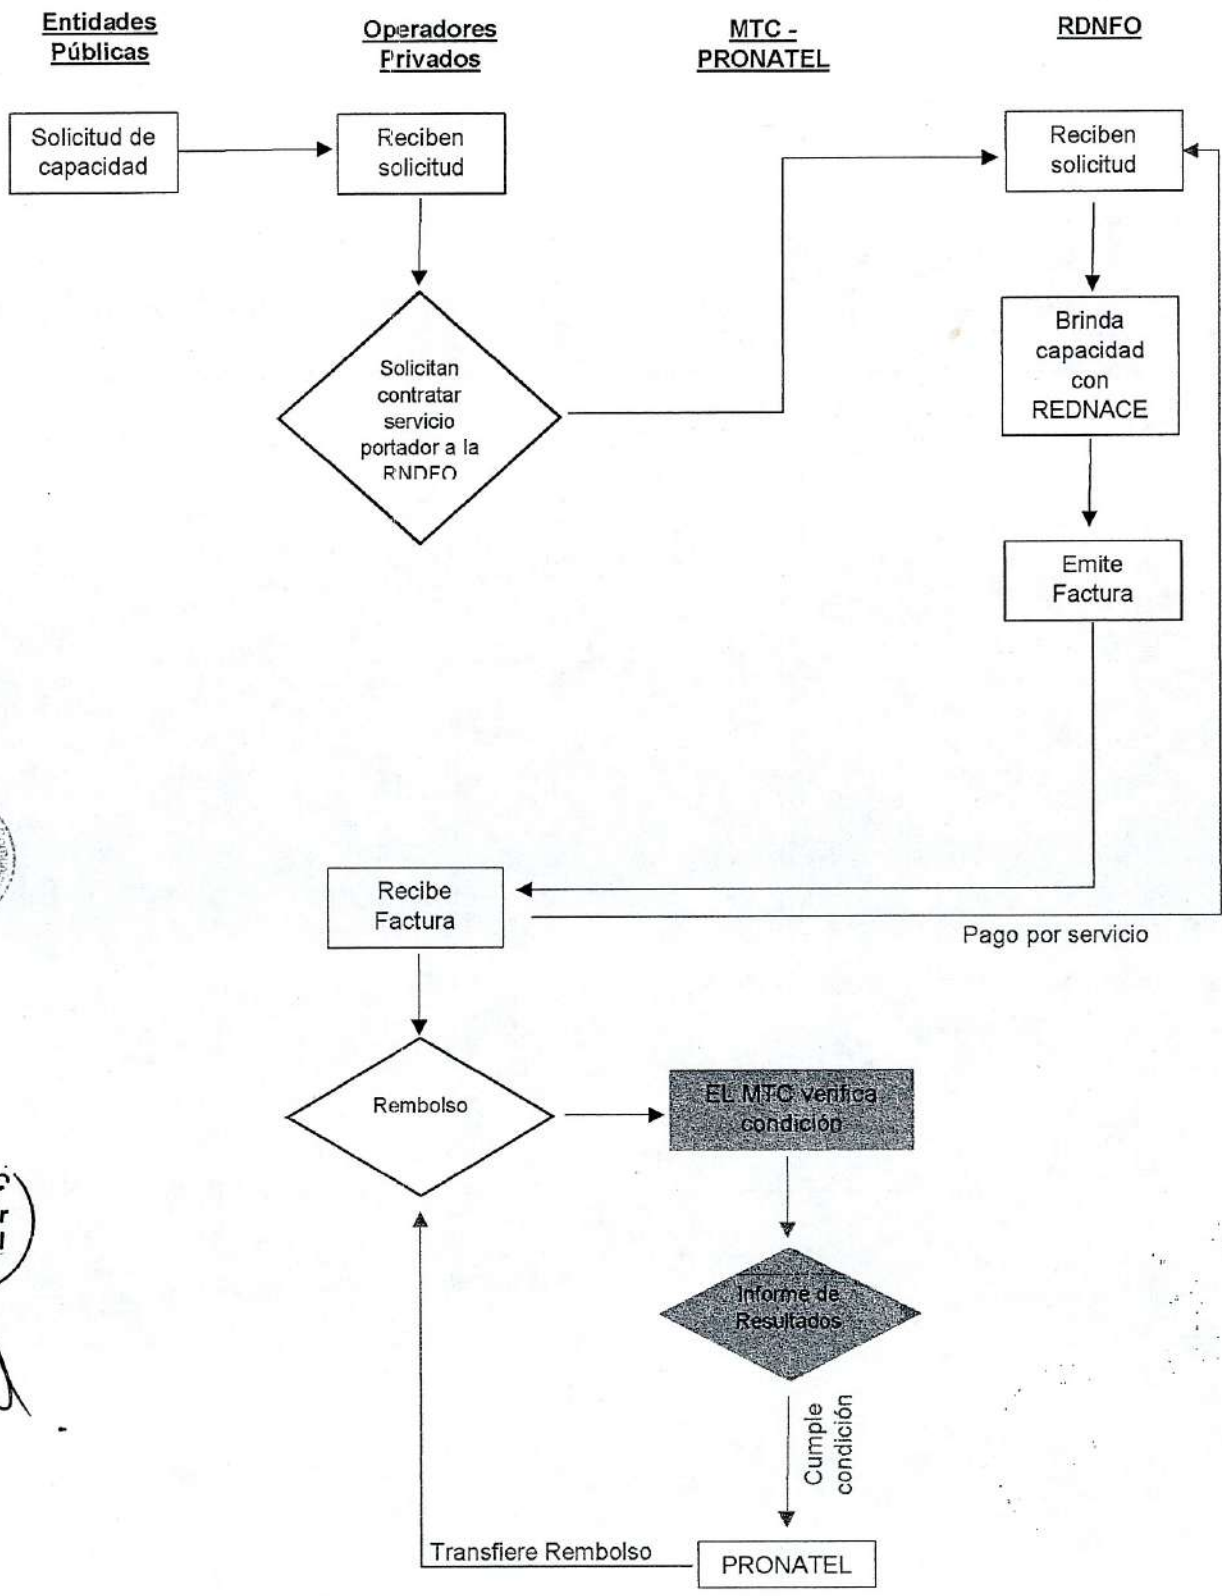 Entidades
Públicas
Operadores
Privados
MTC -
PRONATEL
RDNFO
Solicitud de
capacidad
Reciben
solicitud
Reciben
solicitud
Solicitan
contratar
servicio
portador a la
RNDFO
Brinda
capacidad
con
REDNACE
Emite
Factura
Recibe
Factura
Pago por servicio
Rembolso
EL MTC verifica
condición
Informe de
Resultados
Cumple
condición
Transfiere Rembolso
PRONATEL